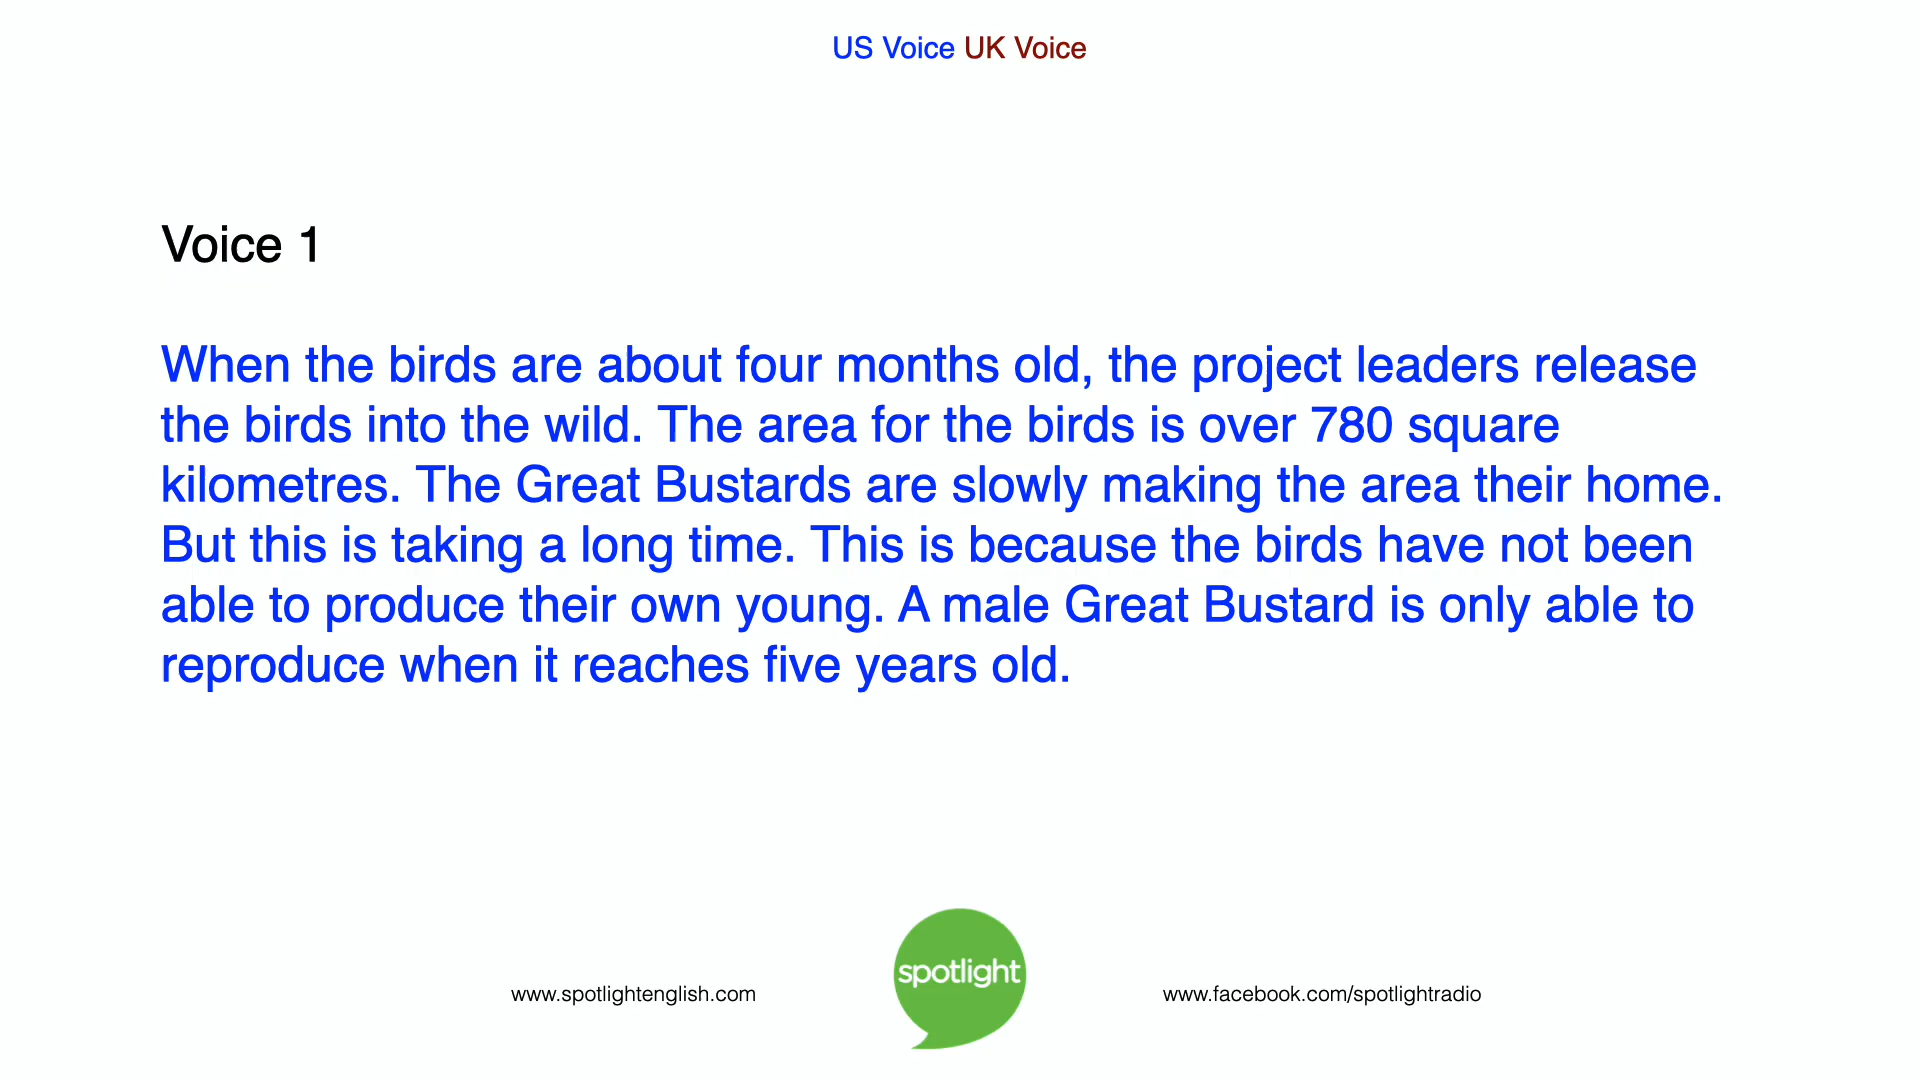 US Voice UK Voice
Voice 1
When the birds are about four months old, the project leaders release
the birds into the wild. The area for the birds is over 780 square
kilometres. The Great Bustards are slowly making the area their home.
But this is taking a long time. This is because the birds have not been
able to produce their own young. A male Great Bustard is only able to
reproduce when it reaches five years old.
spotlight
www.spotlightenglish.com
www.facebook.com/spotlightradio